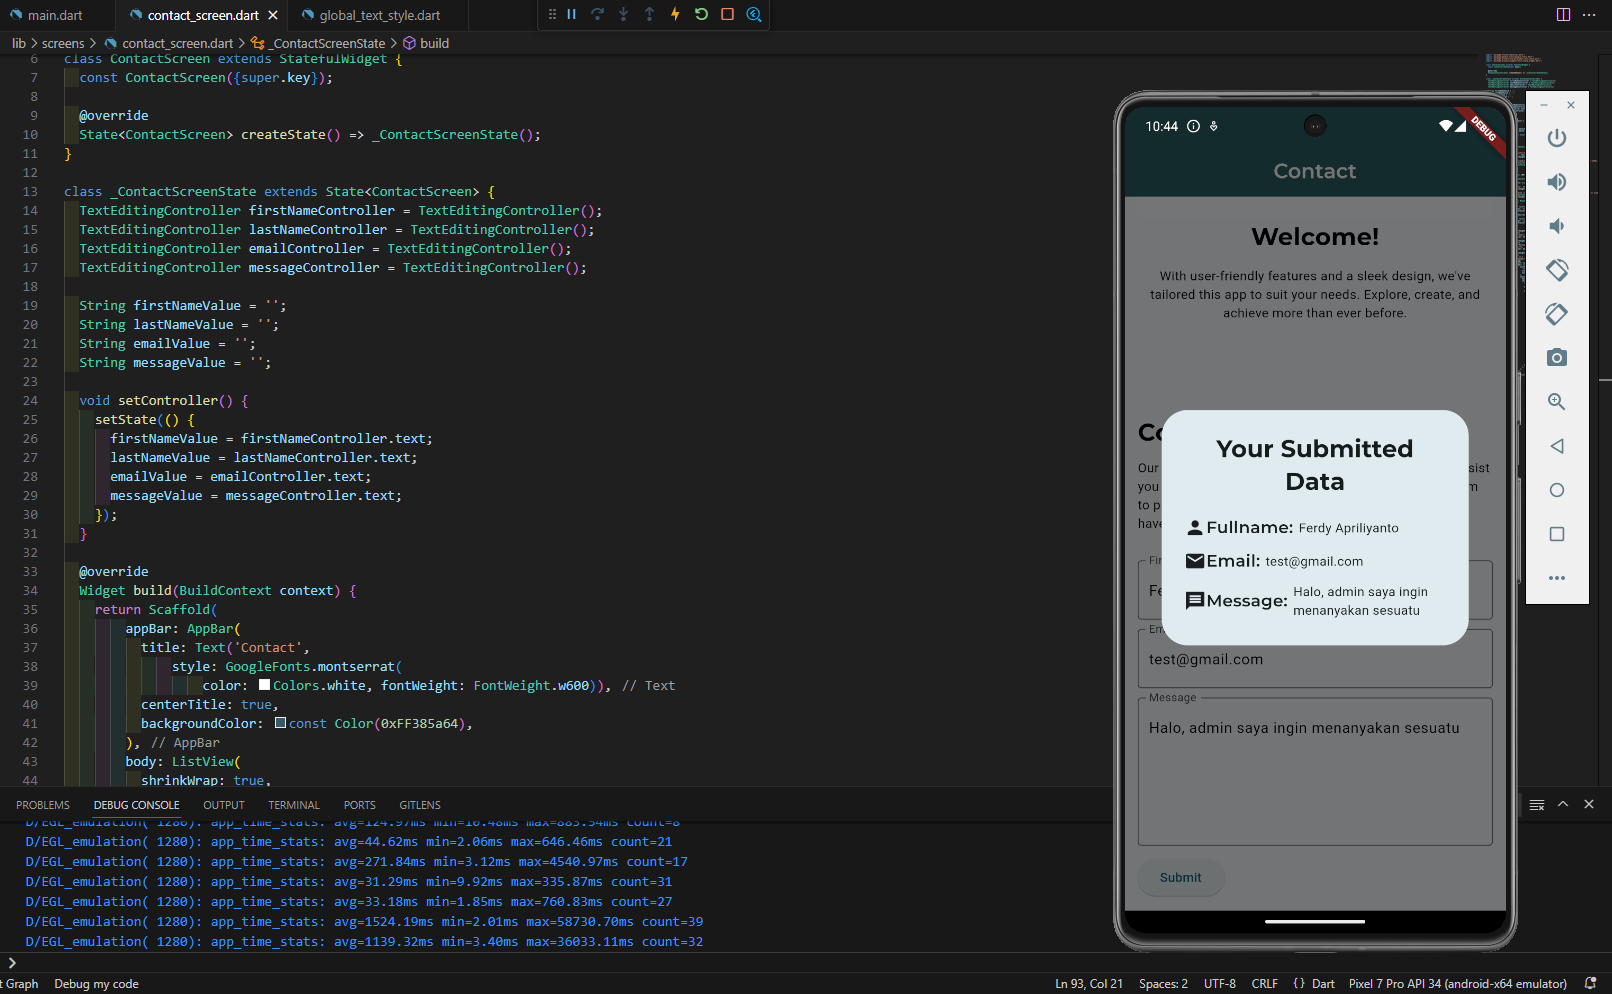 main.dart
contact_screen.dart
global_text_style.dart
lib > screens > contact_screen.dart > _ContactScreenState > build
6 class ContactScreen extends StatefulWidget {
7 const ContactScreen({super.key});
8
9 @override
10 State<ContactScreen> createState() => _ContactScreenState();
11 }
12
13 class _ContactScreenState extends State<ContactScreen> {
14 TextEditingController firstNameController = TextEditingController();
15 TextEditingController lastNameController = TextEditingController();
16 TextEditingController emailController = TextEditingController();
17 TextEditingController messageController = TextEditingController();
18
19 String firstNameValue = '';
20 String lastNameValue = '';
21 String emailValue = '';
22 String messageValue = '';
23
24 void setController() {
25 setState(() {
26 firstNameValue = firstNameController.text;
27 lastNameValue = lastNameController.text;
28 emailValue = emailController.text;
29 messageValue = messageController.text;
30 });
31 }
32
33 @override
34 Widget build(BuildContext context) {
35 return Scaffold(
36 appBar: AppBar(
37 title: Text('Contact',
38 style: GoogleFonts.montserrat(
39 color: Colors.white, fontWeight: FontWeight.w600)), // Text
40 centerTitle: true,
41 backgroundColor: const Color(0xFF385a64),
42 ), // AppBar
43 body: ListView(
44 shrinkWrap: true,
10:44
DEBUG
Contact
Welcome!
With user-friendly features and a sleek design, we've
tailored this app to suit your needs. Explore, create, and
achieve more than ever before.
Your Submitted
Data
Fullname: Ferdy Apriliyanto
Email: test@gmail.com
Message: Halo, admin saya ingin
menanyakan sesuatu
Our
you
to p
have
test@gmail.com
Message
Halo, admin saya ingin menanyakan sesuatu
Submit
PROBLEMS
DEBUG CONSOLE
OUTPUT
TERMINAL
PORTS
GITLENS
D/EGL_emulation( 1280): app_time_stats: avg=124.97ms min=10.48ms max=883.54ms count=8
D/EGL_emulation( 1280): app_time_stats: avg=44.62ms min=2.06ms max=646.46ms count=21
D/EGL_emulation( 1280): app_time_stats: avg=271.84ms min=3.12ms max=4540.97ms count=17
D/EGL_emulation( 1280): app_time_stats: avg=31.29ms min=9.92ms max=335.87ms count=31
D/EGL_emulation( 1280): app_time_stats: avg=33.18ms min=1.85ms max=760.83ms count=27
D/EGL_emulation( 1280): app_time_stats: avg=1524.19ms min=2.01ms max=58730.70ms count=39
D/EGL_emulation( 1280): app_time_stats: avg=1139.32ms min=3.40ms max=36033.11ms count=32
>
t Graph
Debug my code
Ln 93, Col 21
Spaces: 2
UTF-8
CRLF
{} Dart
Pixel 7 Pro API 34 (android-x64 emulator)